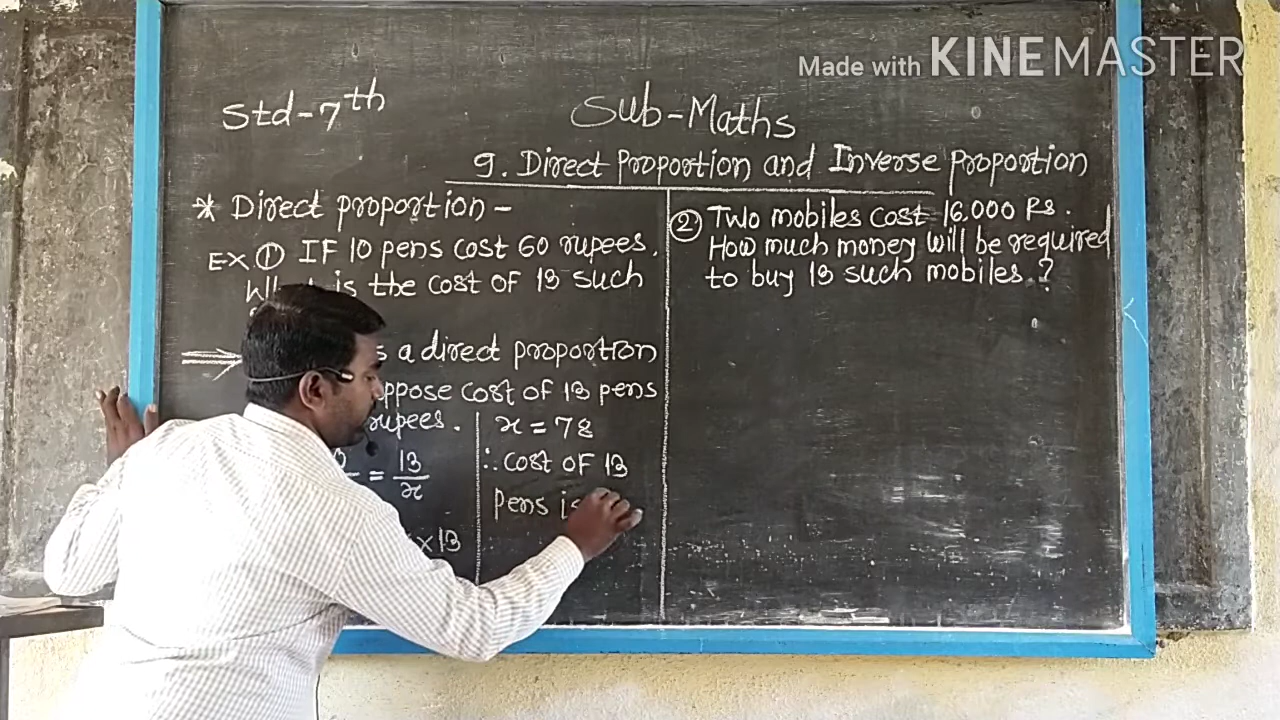 Made with KINEMASTER
Std-7th
Sub-Maths
9. Direct Proportion and Inverse Proportion
* Direct proportion -
Ex. ① If 10 pens cost 60 rupees.
is the cost of 13 such
⇒ a direct proportion
cost of 13 pens
rupees.
= 13/x
× 13
x = 78
∴ cost of 13
Pens is
② Two mobiles cost 16.000 Rs.
How much money will be required
to buy 13 such mobiles. ?